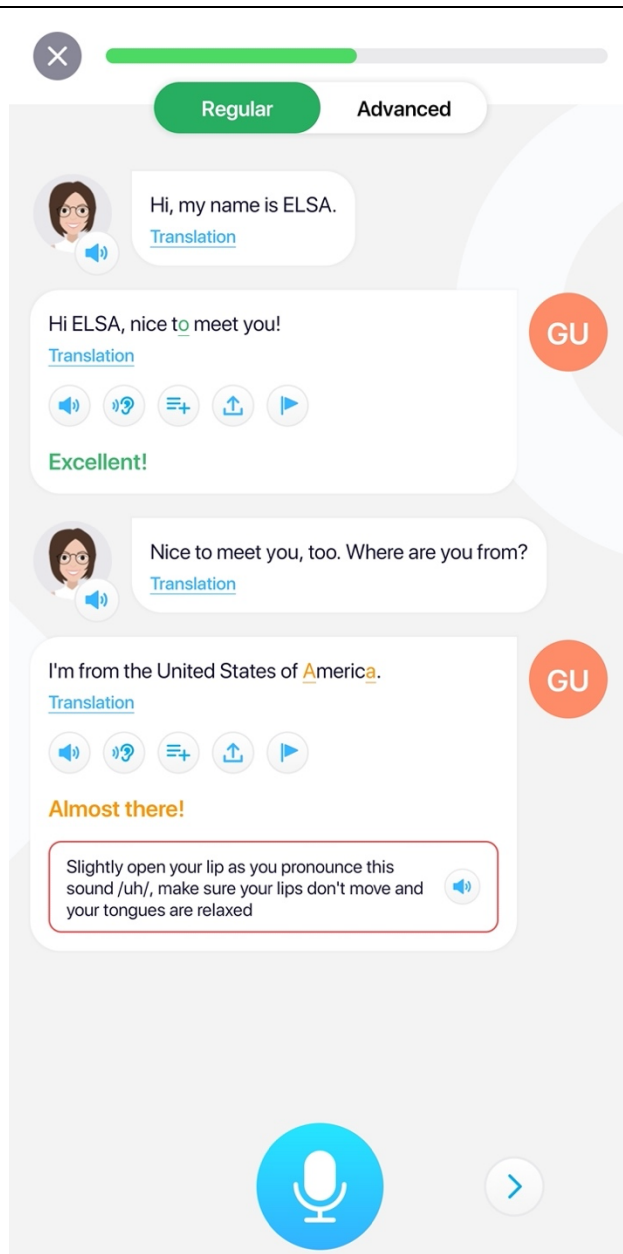 Regular
Advanced
Hi, my name is ELSA.
Translation
Hi ELSA, nice to meet you!
GU
Translation
Excellent!
Nice to meet you, too. Where are you from?
Translation
I'm from the United States of America.
GU
Translation
Almost there!
Slightly open your lip as you pronounce this
sound /uh/, make sure your lips don't move and
your tongues are relaxed